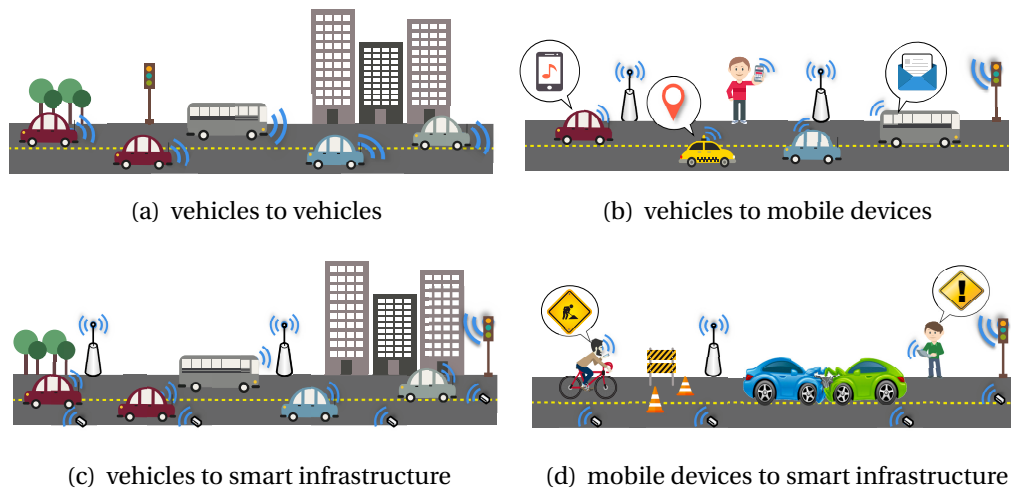 (a) vehicles to vehicles
(b) vehicles to mobile devices
(c) vehicles to smart infrastructure
(d) mobile devices to smart infrastructure